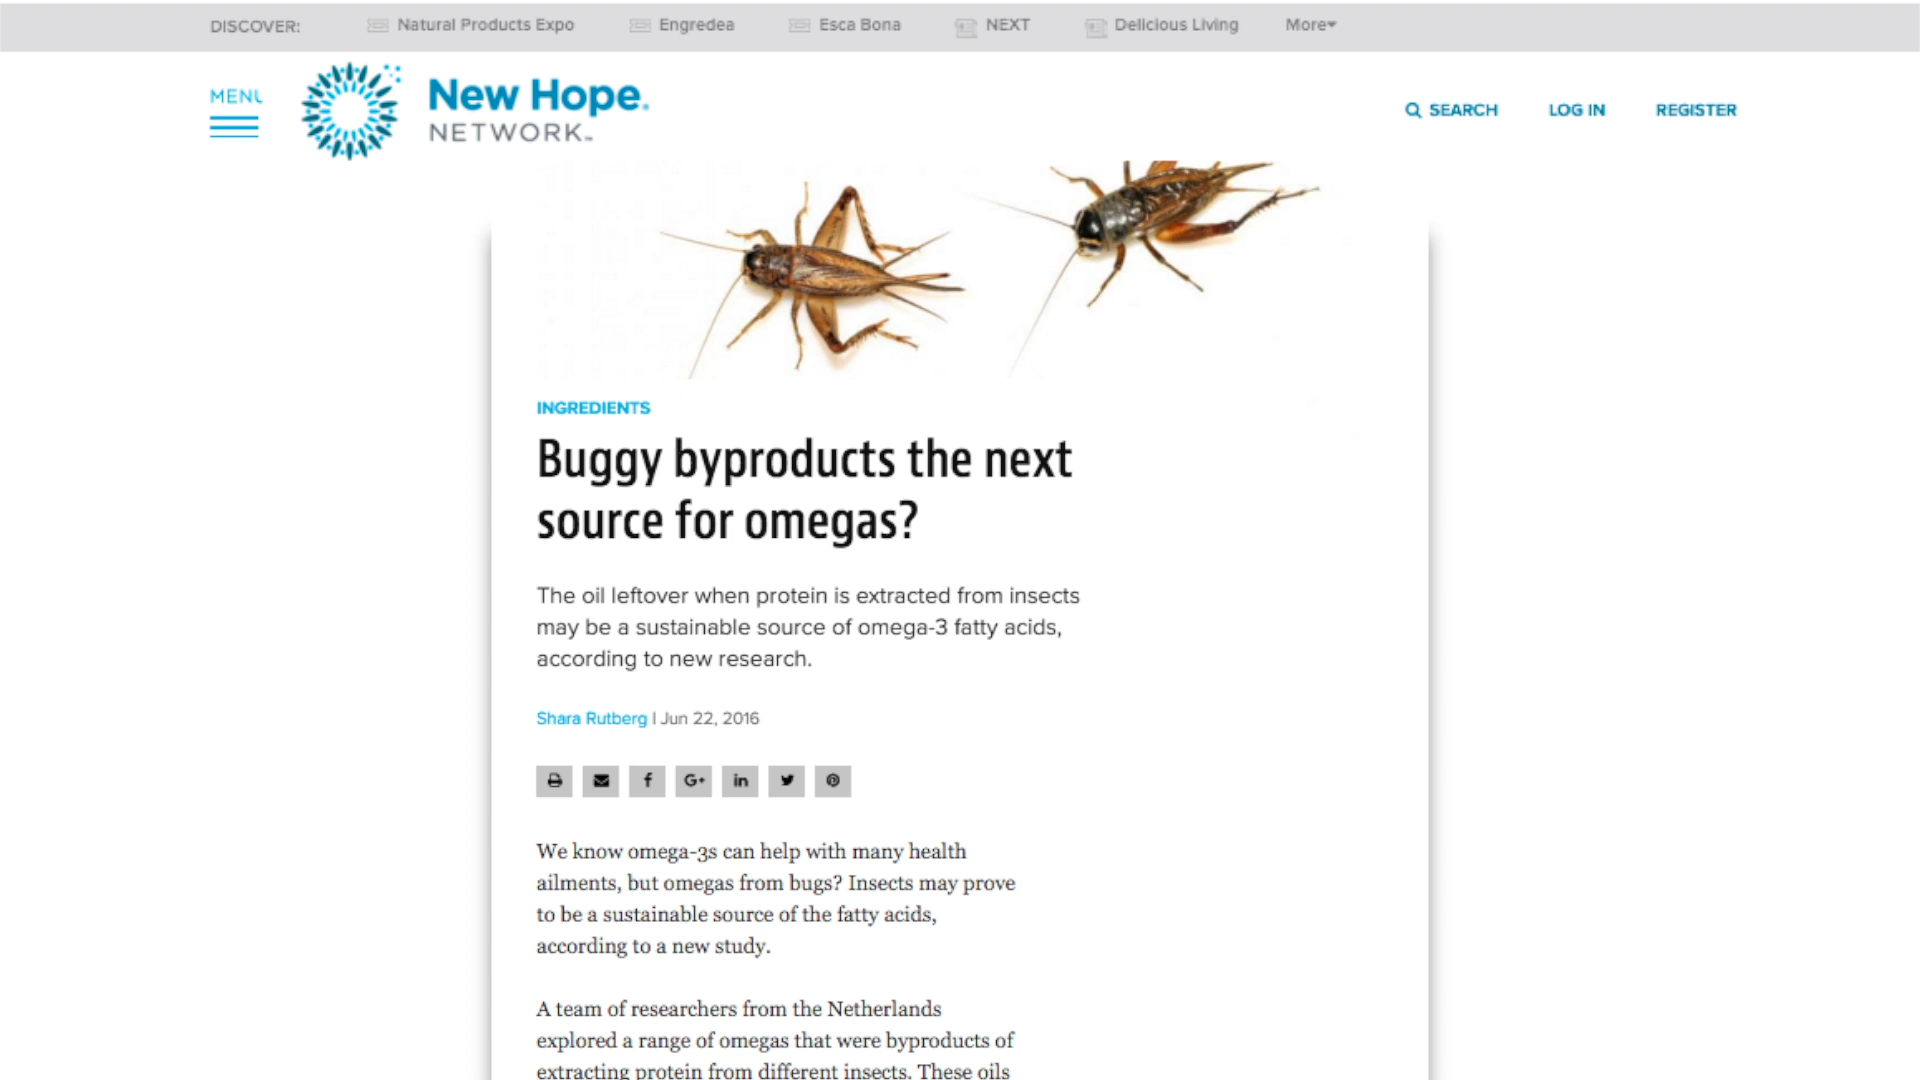 DISCOVER: Natural Products Expo Engredea Esca Bona NEXT Delicious Living More
MENU
New Hope.
NETWORK™
SEARCH LOG IN REGISTER
INGREDIENTS
Buggy byproducts the next
source for omegas?
The oil leftover when protein is extracted from insects
may be a sustainable source of omega-3 fatty acids,
according to new research.
Shara Rutberg | Jun 22, 2016
f G+ in
We know omega-3s can help with many health
ailments, but omegas from bugs? Insects may prove
to be a sustainable source of the fatty acids,
according to a new study.
A team of researchers from the Netherlands
explored a range of omegas that were byproducts of
extracting protein from different insects. These oils